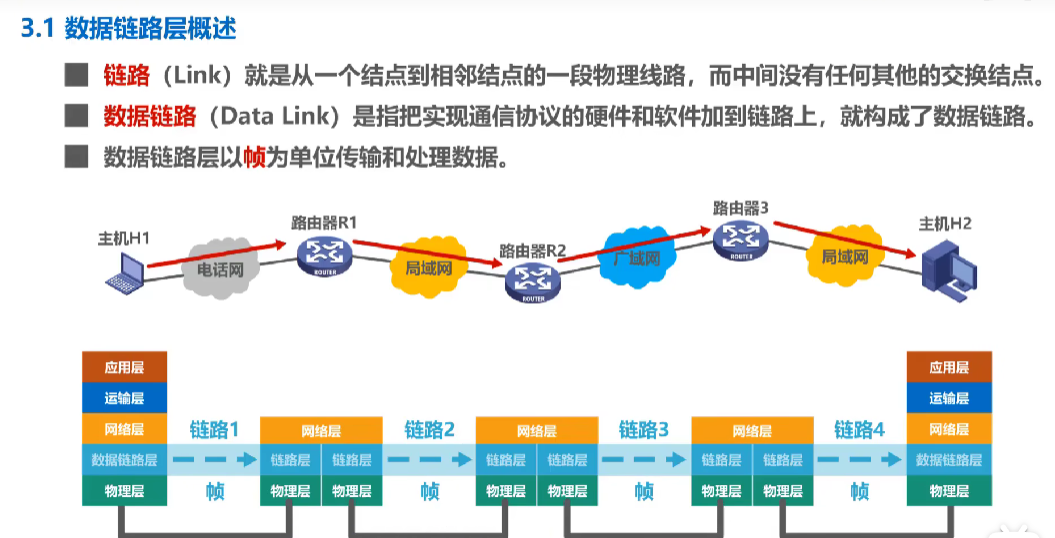 3.1 数据链路层概述
链路（Link）就是从一个结点到相邻结点的一段物理线路，而中间没有任何其他的交换结点。
数据链路（Data Link）是指把实现通信协议的硬件和软件加到链路上，就构成了数据链路。
数据链路层以帧为单位传输和处理数据。
主机H1
电话网
路由器R1
ROUTER
局域网
路由器R2
ROUTER
广域网
路由器3
ROUTER
局域网
主机H2
应用层 应用层
运输层 运输层
网络层 链路1 网络层 链路2 网络层 链路3 网络层 链路4 网络层
数据链路层 链路层 链路层 链路层 链路层 链路层 链路层 数据链路层
物理层 帧 物理层 物理层 帧 物理层 物理层 帧 物理层 物理层 帧 物理层